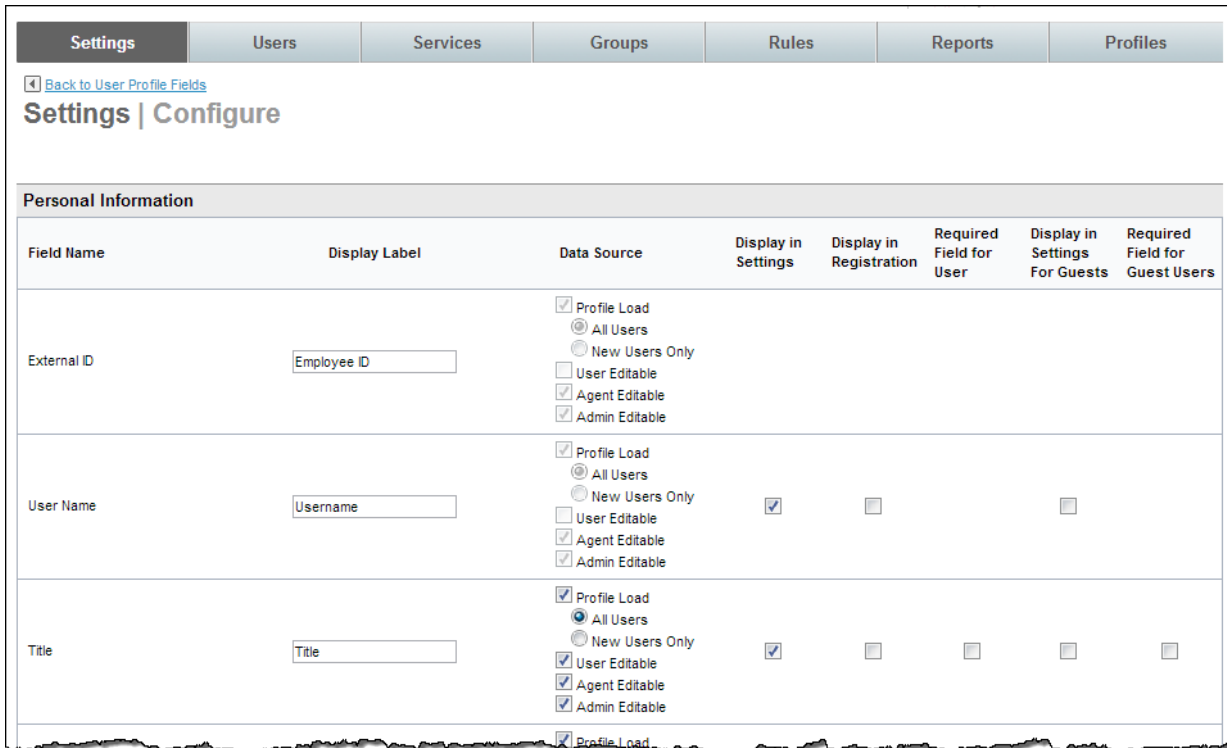 Settings Users Services Groups Rules Reports Profiles
Back to User Profile Fields
Settings | Configure
Personal Information
Field Name Display Label Data Source Display in Settings Display in Registration Required Field for User Display in Settings For Guests Required Field for Guest Users
External ID
Employee ID
Profile Load
All Users
New Users Only
User Editable
Agent Editable
Admin Editable
User Name
Username
Profile Load
All Users
New Users Only
User Editable
Agent Editable
Admin Editable
Title
Title
Profile Load
All Users
New Users Only
User Editable
Agent Editable
Admin Editable
Profile Load